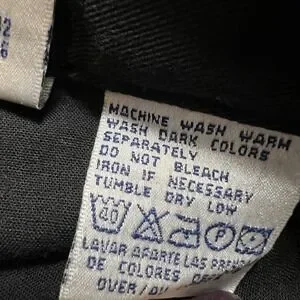 MACHINE WASH WARM
WASH DARK COLORS
SEPARATELY
DO NOT BLEACH
IRON IF NECESSARY
TUMBLE DRY LOW
40 P
LAVAR APARTE LAS
DE COLORES
OVER/